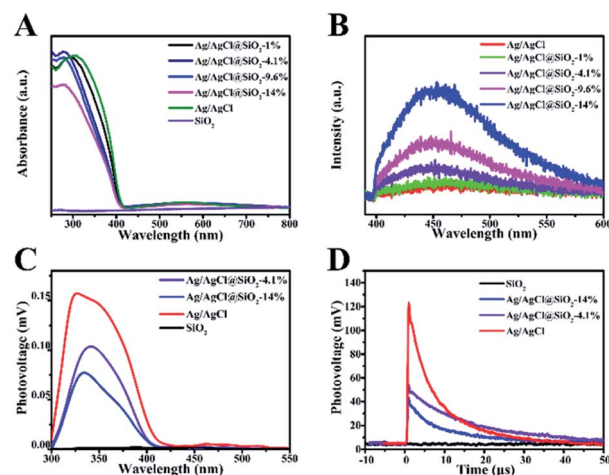 A
Ag/AgCl@SiO₂-1%
Ag/AgCl@SiO₂-4.1%
Ag/AgCl@SiO₂-9.6%
Ag/AgCl@SiO₂-14%
Ag/AgCl
SiO₂
Absorbance (a.u.)
300 400 500 600 700 800
Wavelength (nm)
B
Ag/AgCl
Ag/AgCl@SiO₂-1%
Ag/AgCl@SiO₂-4.1%
Ag/AgCl@SiO₂-9.6%
Ag/AgCl@SiO₂-14%
Intensity (a.u.)
400 450 500 550 600
Wavelength (nm)
C
Ag/AgCl@SiO₂-4.1%
Ag/AgCl@SiO₂-14%
Ag/AgCl
SiO₂
Photovoltage (mV)
0.15
0.10
0.05
0.00
300 350 400 450 500 550
Wavelength (nm)
D
SiO₂
Ag/AgCl@SiO₂-14%
Ag/AgCl@SiO₂-4.1%
Ag/AgCl
Photovoltage (mV)
140
120
100
80
60
40
20
0
-10 0 10 20 30 40 50
Time (μs)